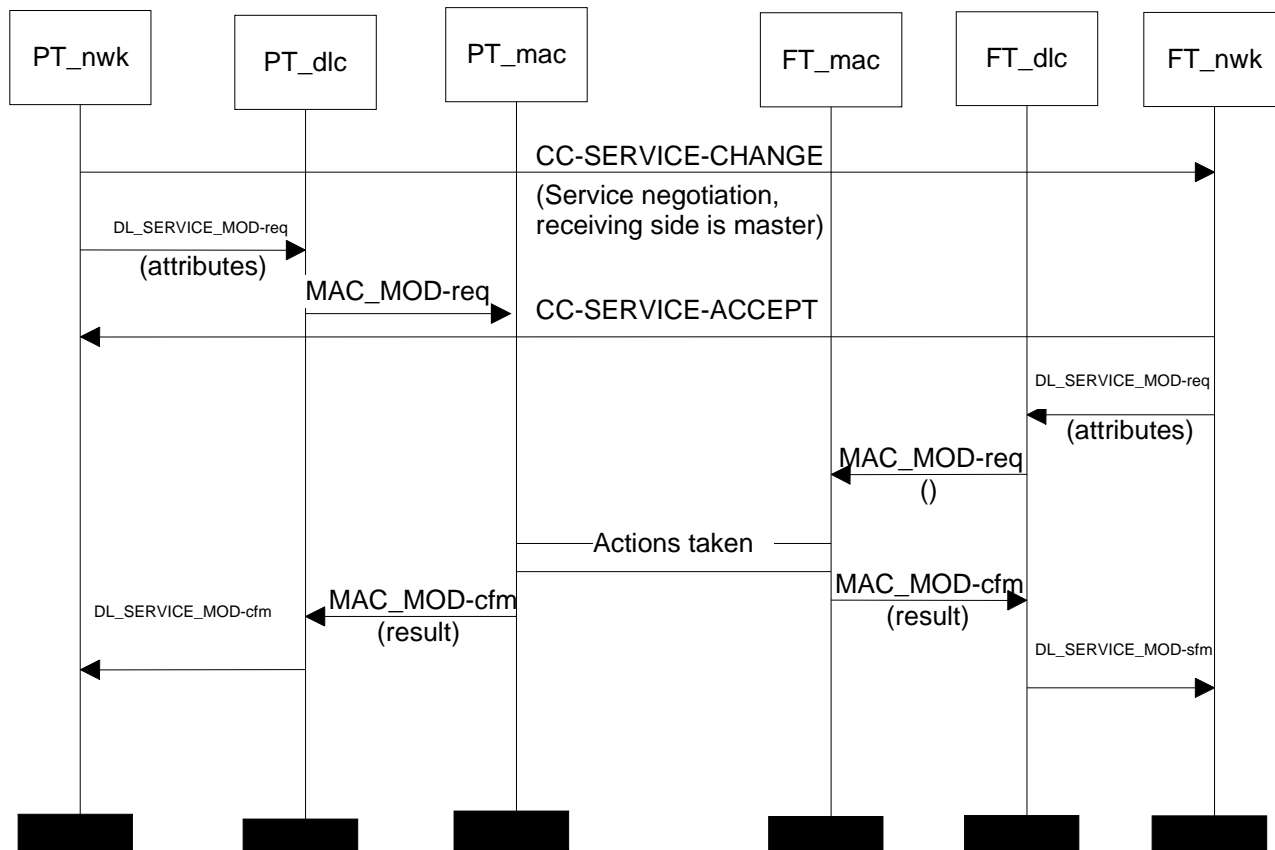 PT_nwk
PT_dlc
PT_mac
FT_mac
FT_dlc
FT_nwk
CC-SERVICE-CHANGE
(Service negotiation,
receiving side is master)
DL_SERVICE_MOD-req
(attributes)
MAC_MOD-req
CC-SERVICE-ACCEPT
DL_SERVICE_MOD-req
(attributes)
MAC_MOD-req
()
Actions taken
MAC_MOD-cfm
(result)
MAC_MOD-cfm
(result)
DL_SERVICE_MOD-cfm
DL_SERVICE_MOD-sfm